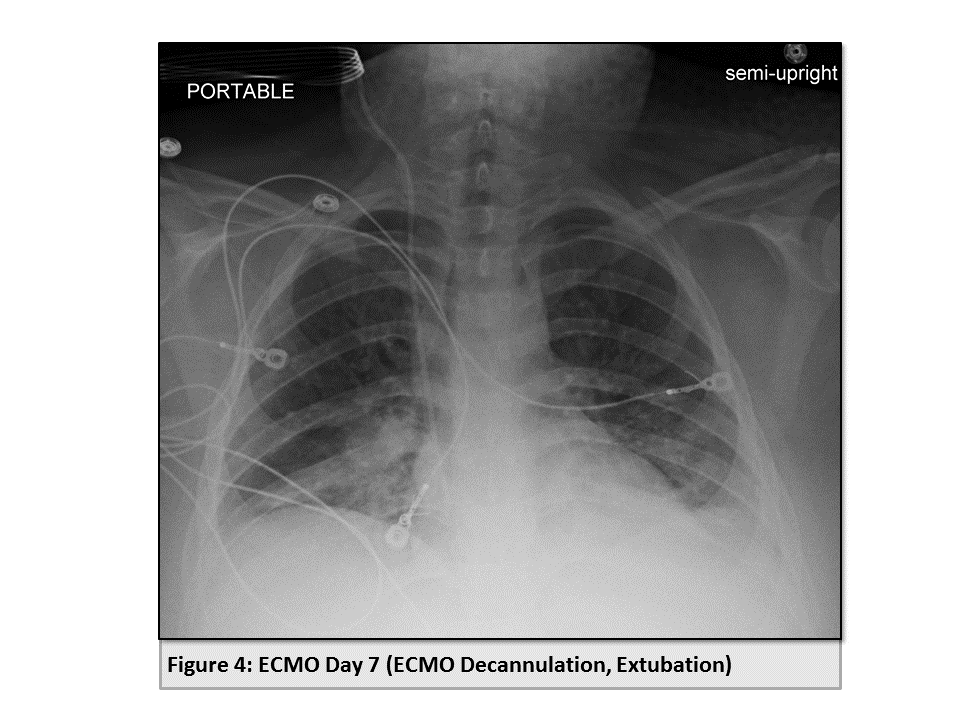 PORTABLE
semi-upright
Figure 4: ECMO Day 7 (ECMO Decannulation, Extubation)